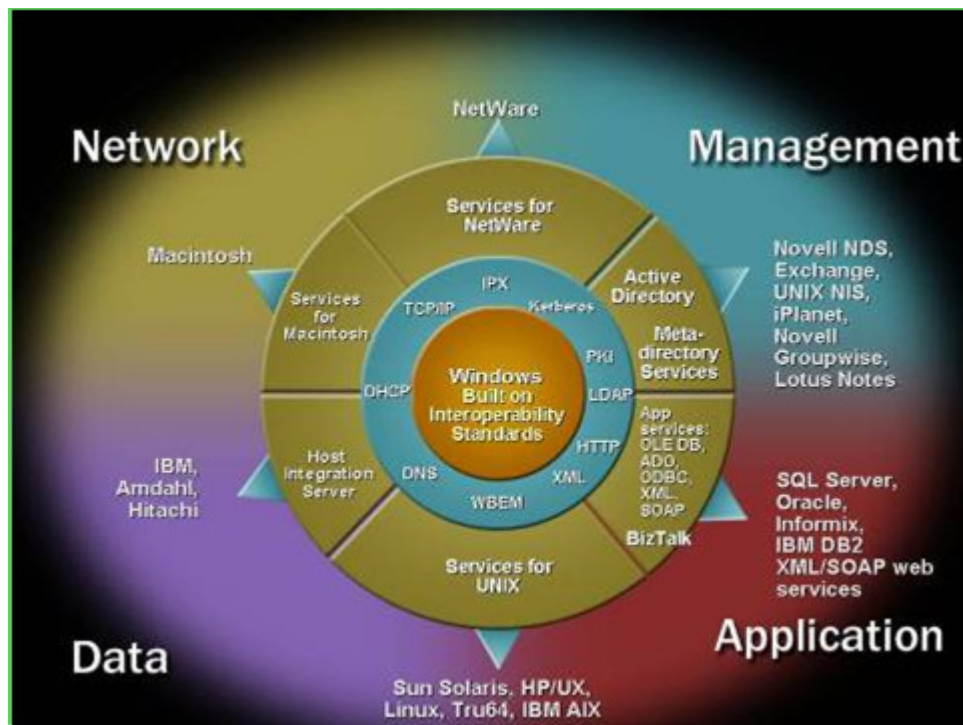 NetWare
Network
Management
Services for
NetWare
Macintosh
Services
for
Macintosh
Active
Directory
Meta-
directory
Services
Novell NDS,
Exchange,
UNIX NIS,
iPlanet,
Novell
Groupwise,
Lotus Notes
IPX
TCP/IP
Kerberos
PKI
DHCP
LDAP
HTTP
DNS
XML
WBEM
Windows
Built on
Interoperability
Standards
IBM,
Amdahl,
Hitachi
Host
Integration
Server
App
services:
OLE DB,
ADO,
ODBC,
XML,
SOAP
BizTalk
SQL Server,
Oracle,
Informix,
IBM DB2
XML/SOAP web
services
Services for
UNIX
Data
Application
Sun Solaris, HP/UX,
Linux, Tru64, IBM AIX